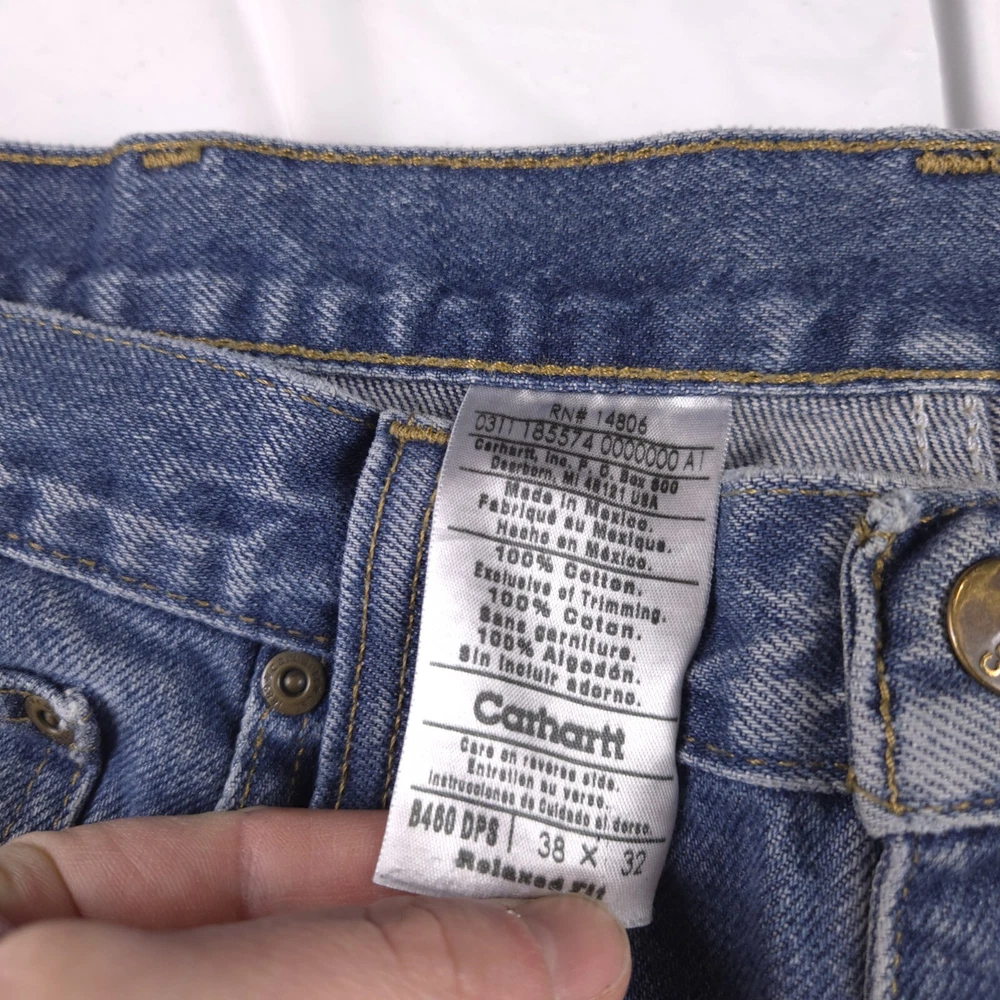 RN# 14806
0311 185574 0000000 A1
Carhartt, Inc. P.O. Box 600
Dearborn, MI 48121 USA
Made in Mexico.
Fabriqué au Mexique.
Hecho en México.
100% Cotton.
Exclusive of Trimming.
100% Coton.
Sans garniture.
100% Algodón.
Sin incluir adorno.
Carhartt
Care on reverse side.
Entretien au verso.
Instrucciones de Cuidado al dorso.
B460 DPS | 38 X 32
Relaxed Fit